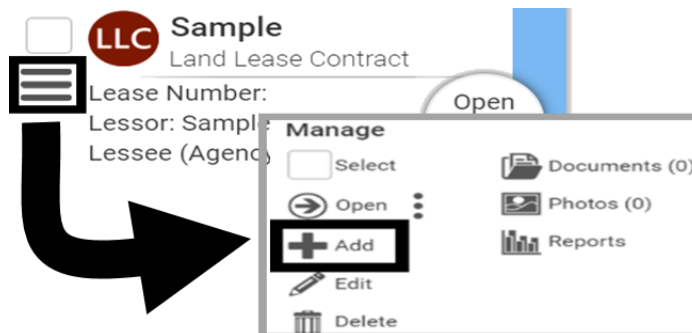 LLC
Sample
Land Lease Contract
Lease Number:
Open
Lessor: Sample
Lessee (Agency
Manage
Select
Documents (0)
Open
Photos (0)
Add
Reports
Edit
Delete